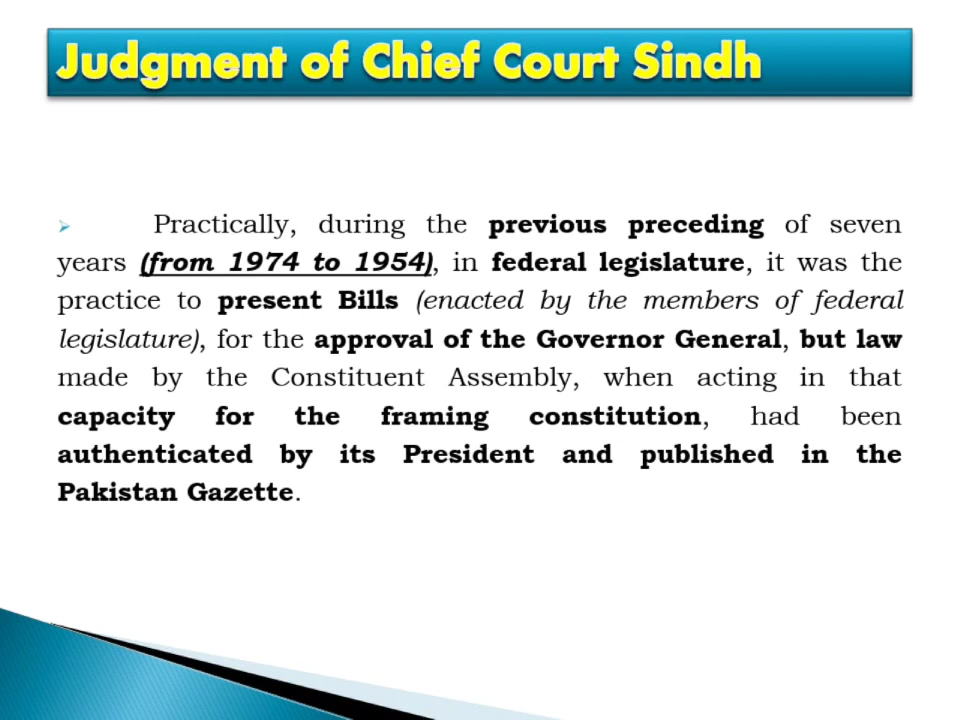 Judgment of Chief Court Sindh
Practically, during the previous preceding of seven
years (from 1974 to 1954), in federal legislature, it was the
practice to present Bills (enacted by the members of federal
legislature), for the approval of the Governor General, but law
made by the Constituent Assembly, when acting in that
capacity for the framing constitution, had been
authenticated by its President and published in the
Pakistan Gazette.